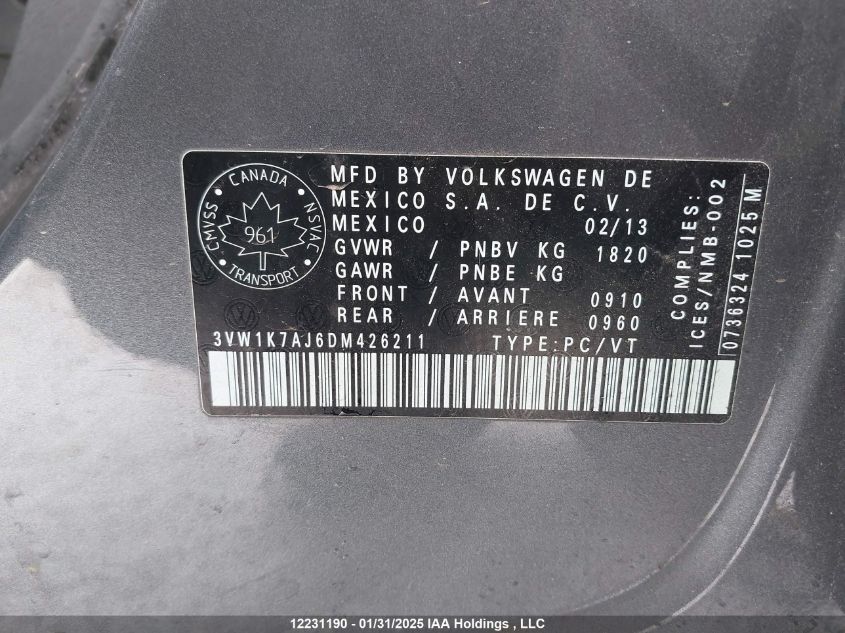 CANADA
CMVSS
NSVAC
961
TRANSPORT
MFD BY VOLKSWAGEN DE
MEXICO S.A. DE C.V.
MEXICO 02/13
GVWR / PNBV KG 1820
GAWR / PNBE KG
FRONT / AVANT 0910
REAR / ARRIERE 0960
3VW1K7AJ6DM426211 TYPE:PC/VT
COMPLIES:
ICES/NMB-002
0736324 1025 M
12231190 - 01/31/2025 IAA Holdings , LLC